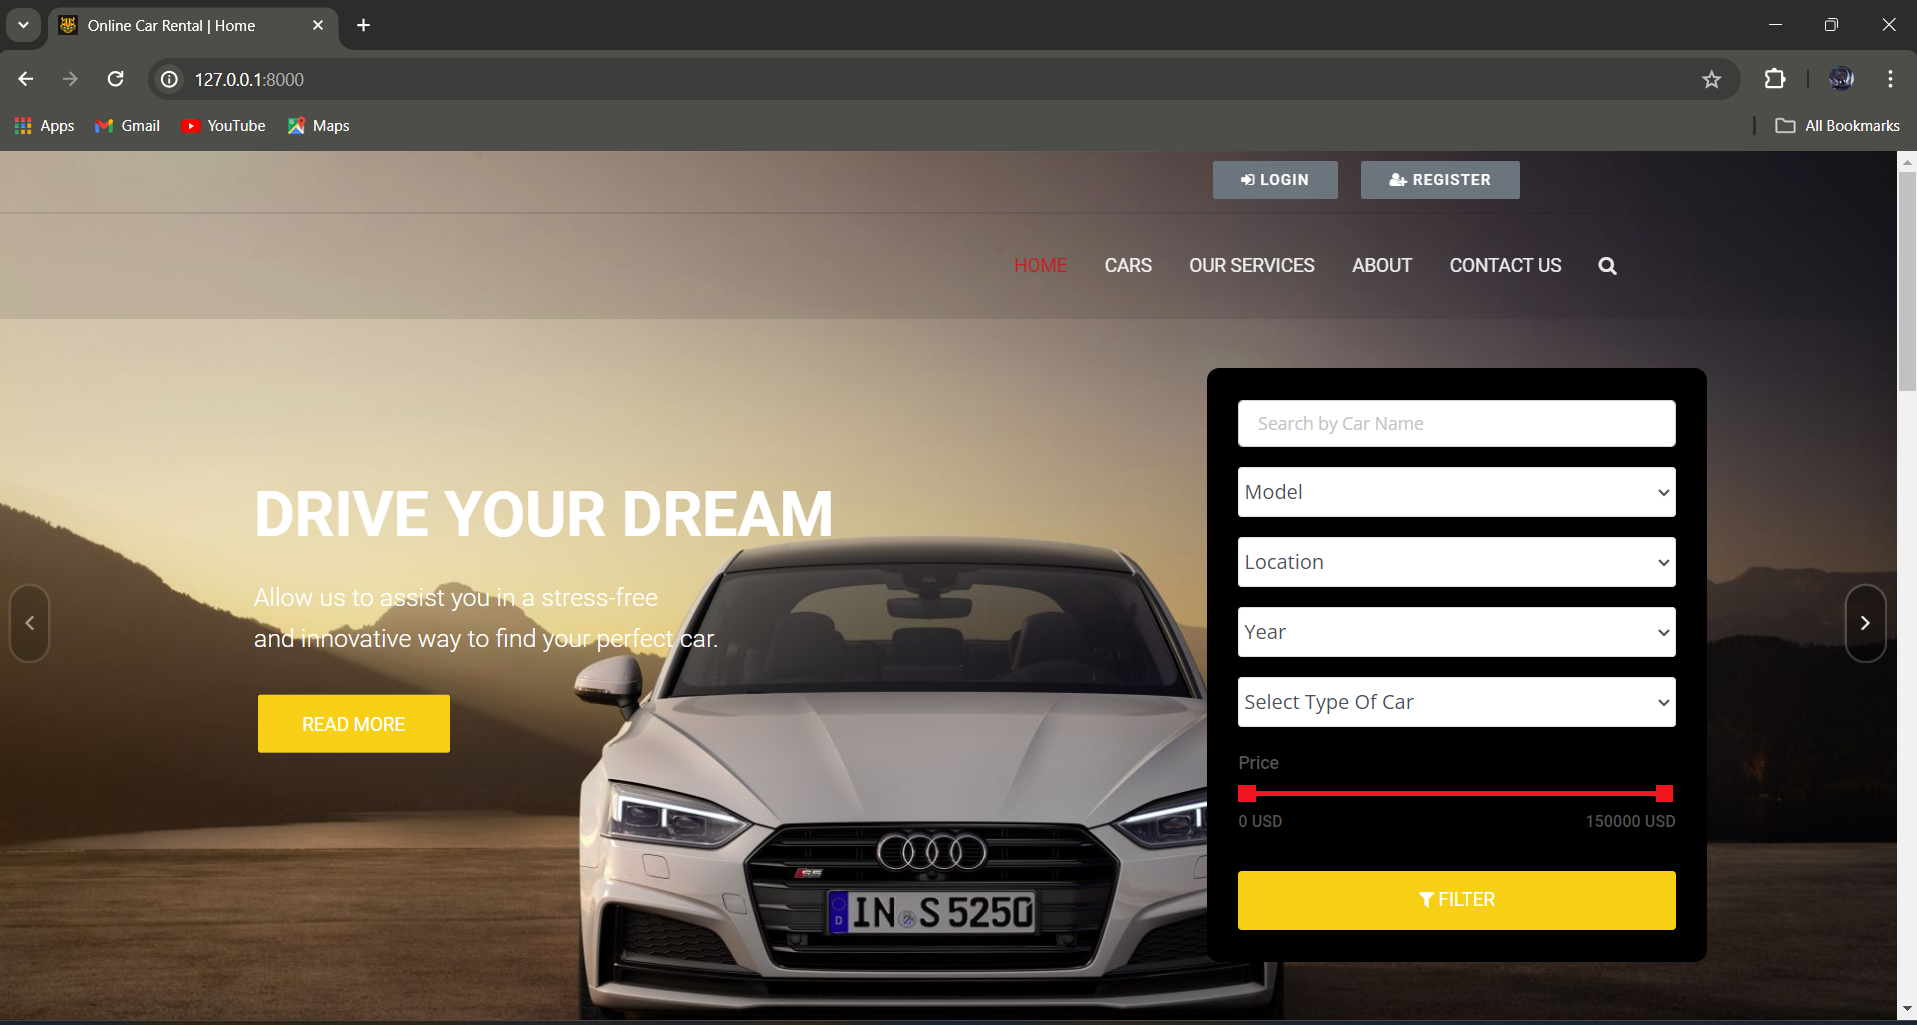 Online Car Rental | Home
127.0.0.1:8000
Apps
Gmail
YouTube
Maps
All Bookmarks
LOGIN
REGISTER
HOME
CARS
OUR SERVICES
ABOUT
CONTACT US
DRIVE YOUR DREAM
Allow us to assist you in a stress-free
and innovative way to find your perfect car.
READ MORE
Search by Car Name
Model
Location
Year
Select Type Of Car
Price
0 USD
150000 USD
FILTER
S5
D
IN S 5250